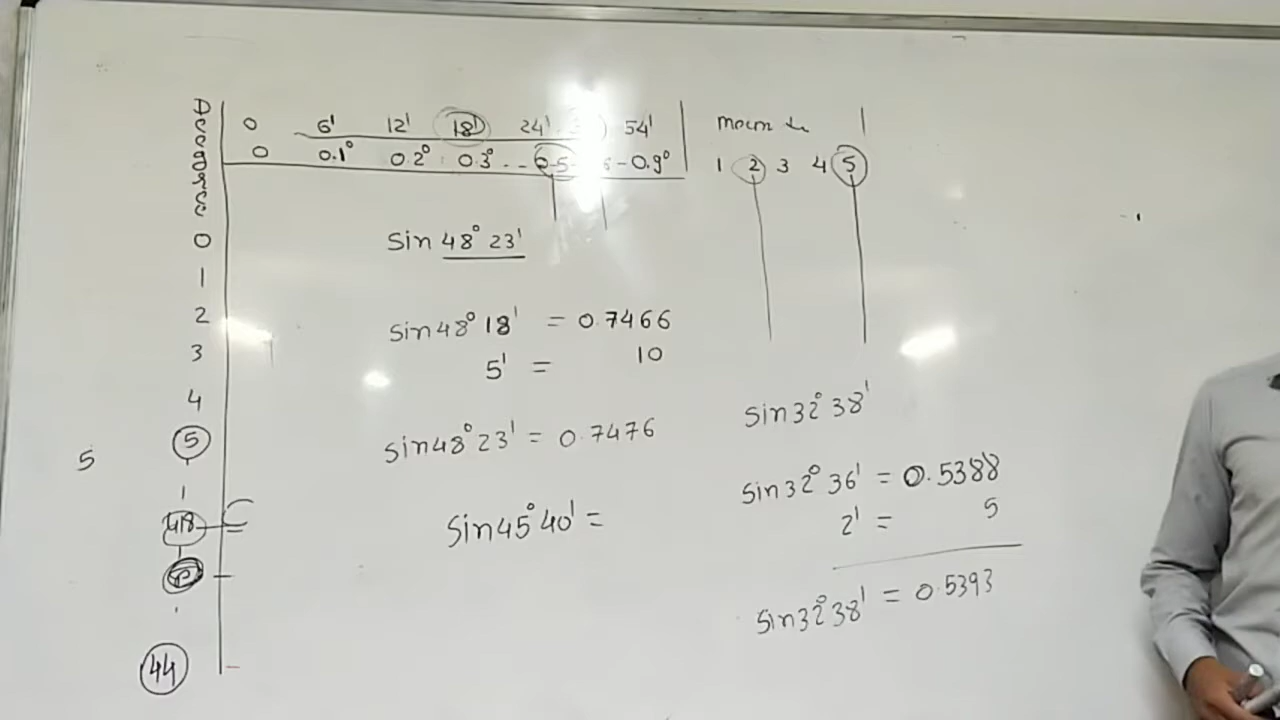 Deegree
0 6' 12' 18' 24' 54'
0 0.1° 0.2° 0.3° -- 0.9°
1 2 3 4 5
0
1
2
3
4
5
5
48
44
Sin 48° 23'
Sin 48° 18' = 0.7466
5' = 10
Sin 48° 23' = 0.7476
Sin 45° 40' =
Sin 32° 38'
Sin 32° 36' = 0.5388
2' = 5
Sin 32° 38' = 0.5393